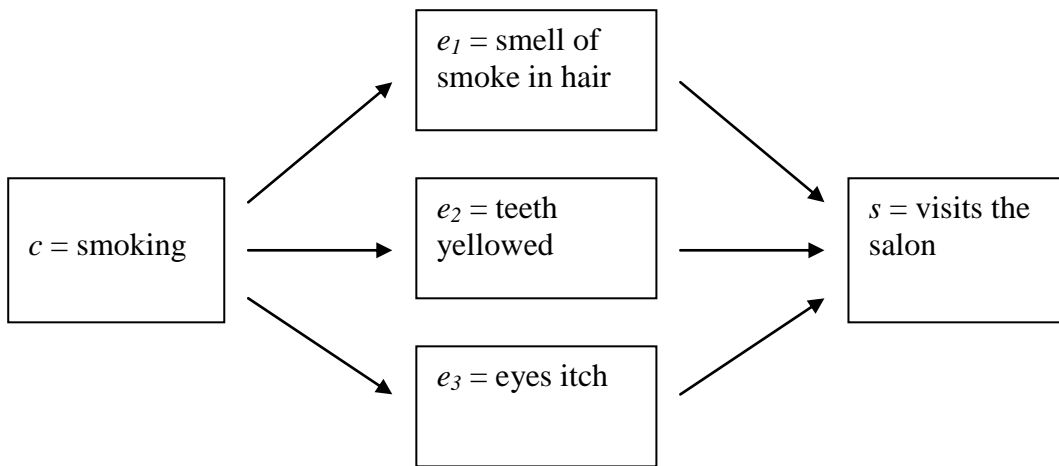 e1 = smell of
smoke in hair
c = smoking
e2 = teeth
yellowed
s = visits the
salon
e3 = eyes itch